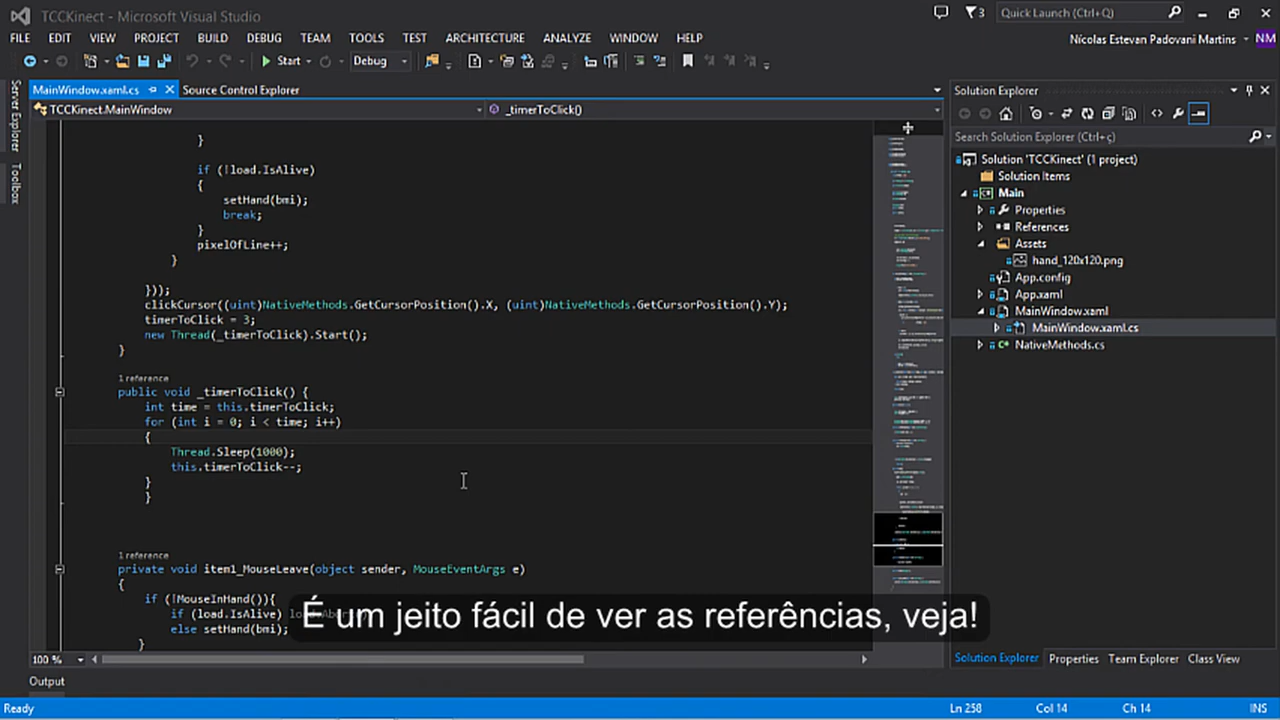 TCCKinect - Microsoft Visual Studio
3
Quick Launch (Ctrl+Q)
FILE EDIT VIEW PROJECT BUILD DEBUG TEAM TOOLS TEST ARCHITECTURE ANALYZE WINDOW HELP
Nícolas Estevan Padovani Martins NM
Start Debug
Server Explorer
Toolbox
MainWindow.xaml.cs
Source Control Explorer
TCCKinect.MainWindow
_timerToClick()
}
if (!load.IsAlive)
{
setHand(bmi);
break;
}
pixelOfLine++;
}
}));
clickCursor((uint)NativeMethods.GetCursorPosition().X, (uint)NativeMethods.GetCursorPosition().Y);
timerToClick = 3;
new Thread(_timerToClick).Start();
}
1 reference
public void _timerToClick() {
int time = this.timerToClick;
for (int i = 0; i < time; i++)
{
Thread.Sleep(1000);
this.timerToClick--;
}
}
1 reference
private void item1_MouseLeave(object sender, MouseEventArgs e)
{
if (!MouseInHand()){
if (load.IsAlive)
else setHand(bmi);
}
É um jeito fácil de ver as referências, veja!
100 %
Solution Explorer
Search Solution Explorer (Ctrl+ç)
Solution 'TCCKinect' (1 project)
Solution Items
Main
Properties
References
Assets
hand_120x120.png
App.config
App.xaml
MainWindow.xaml
MainWindow.xaml.cs
NativeMethods.cs
Solution Explorer Properties Team Explorer Class View
Output
Ready
Ln 258 Col 14 Ch 14 INS